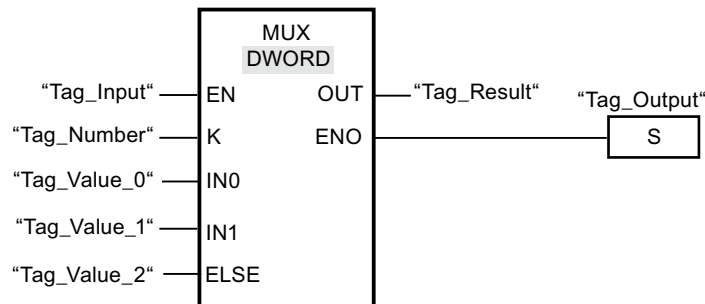 MUX
DWORD
“Tag_Input“ EN OUT “Tag_Result“
“Tag_Output“
“Tag_Number“ K ENO S
“Tag_Value_0“ IN0
“Tag_Value_1“ IN1
“Tag_Value_2“ ELSE